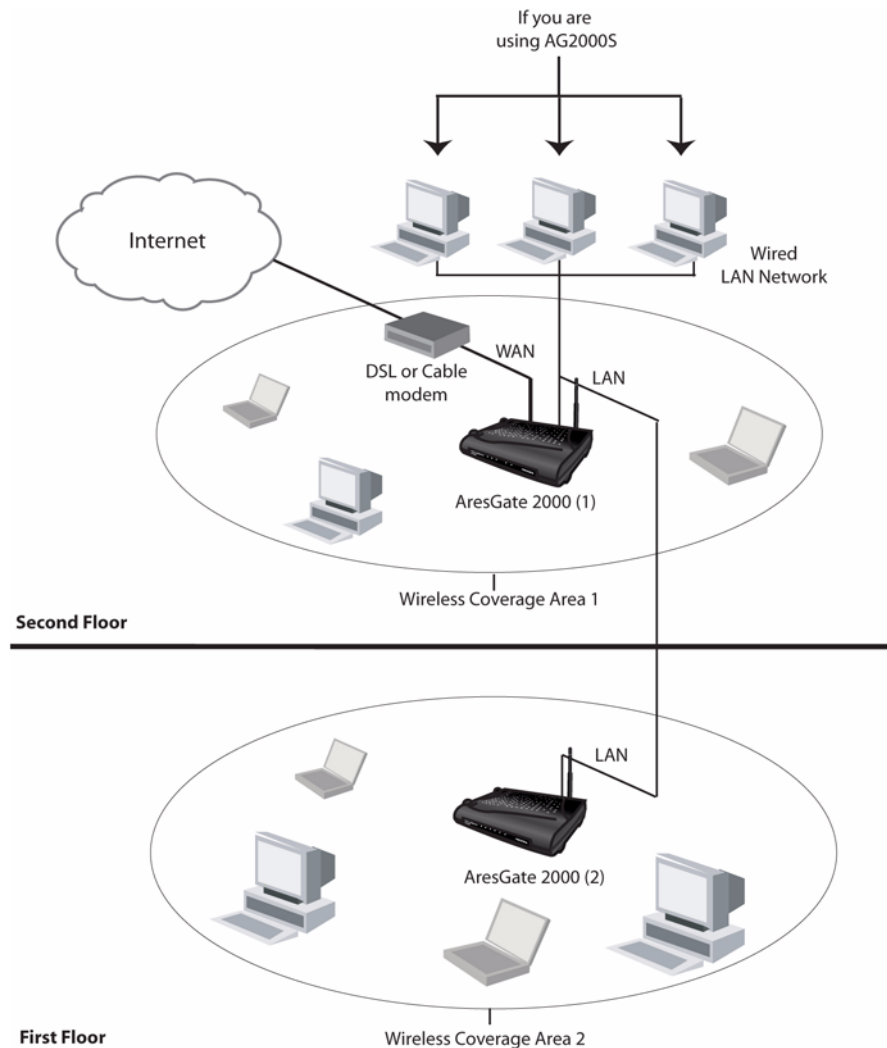 If you are
using AG2000S
Internet
Wired
LAN Network
WAN
DSL or Cable
modem
LAN
AresGate 2000 (1)
Wireless Coverage Area 1
Second Floor
LAN
AresGate 2000 (2)
First Floor
Wireless Coverage Area 2